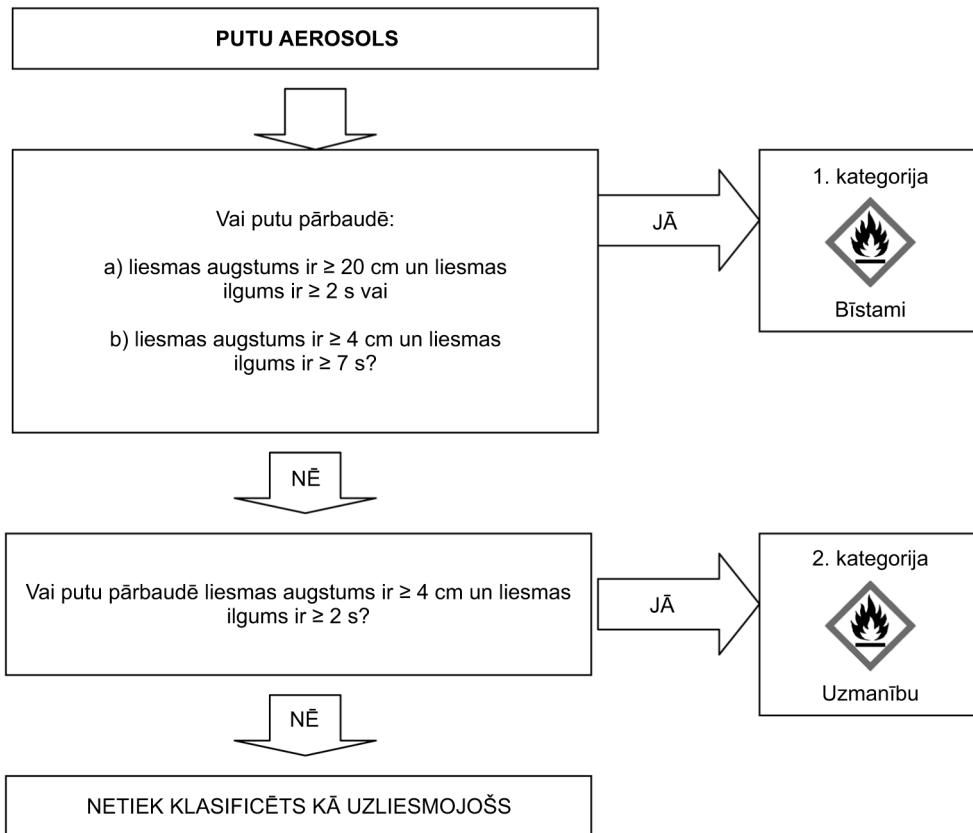 PUTU AEROSOLS
Vai putu pārbaudē:
a) liesmas augstums ir ≥ 20 cm un liesmas
ilgums ir ≥ 2 s vai
b) liesmas augstums ir ≥ 4 cm un liesmas
ilgums ir ≥ 7 s?
JĀ
1. kategorija
Bīstami
NĒ
Vai putu pārbaudē liesmas augstums ir ≥ 4 cm un liesmas
ilgums ir ≥ 2 s?
JĀ
2. kategorija
Uzmanību
NĒ
NETIEK KLASIFICĒTS KĀ UZLIESMOJOŠS